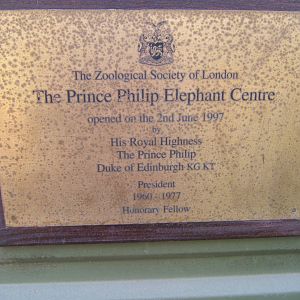 The Zoological Society of London
The Prince Philip Elephant Centre
opened on the 2nd June 1997
by
His Royal Highness
The Prince Philip
Duke of Edinburgh KG KT
President
1960 - 1977
Honorary Fellow